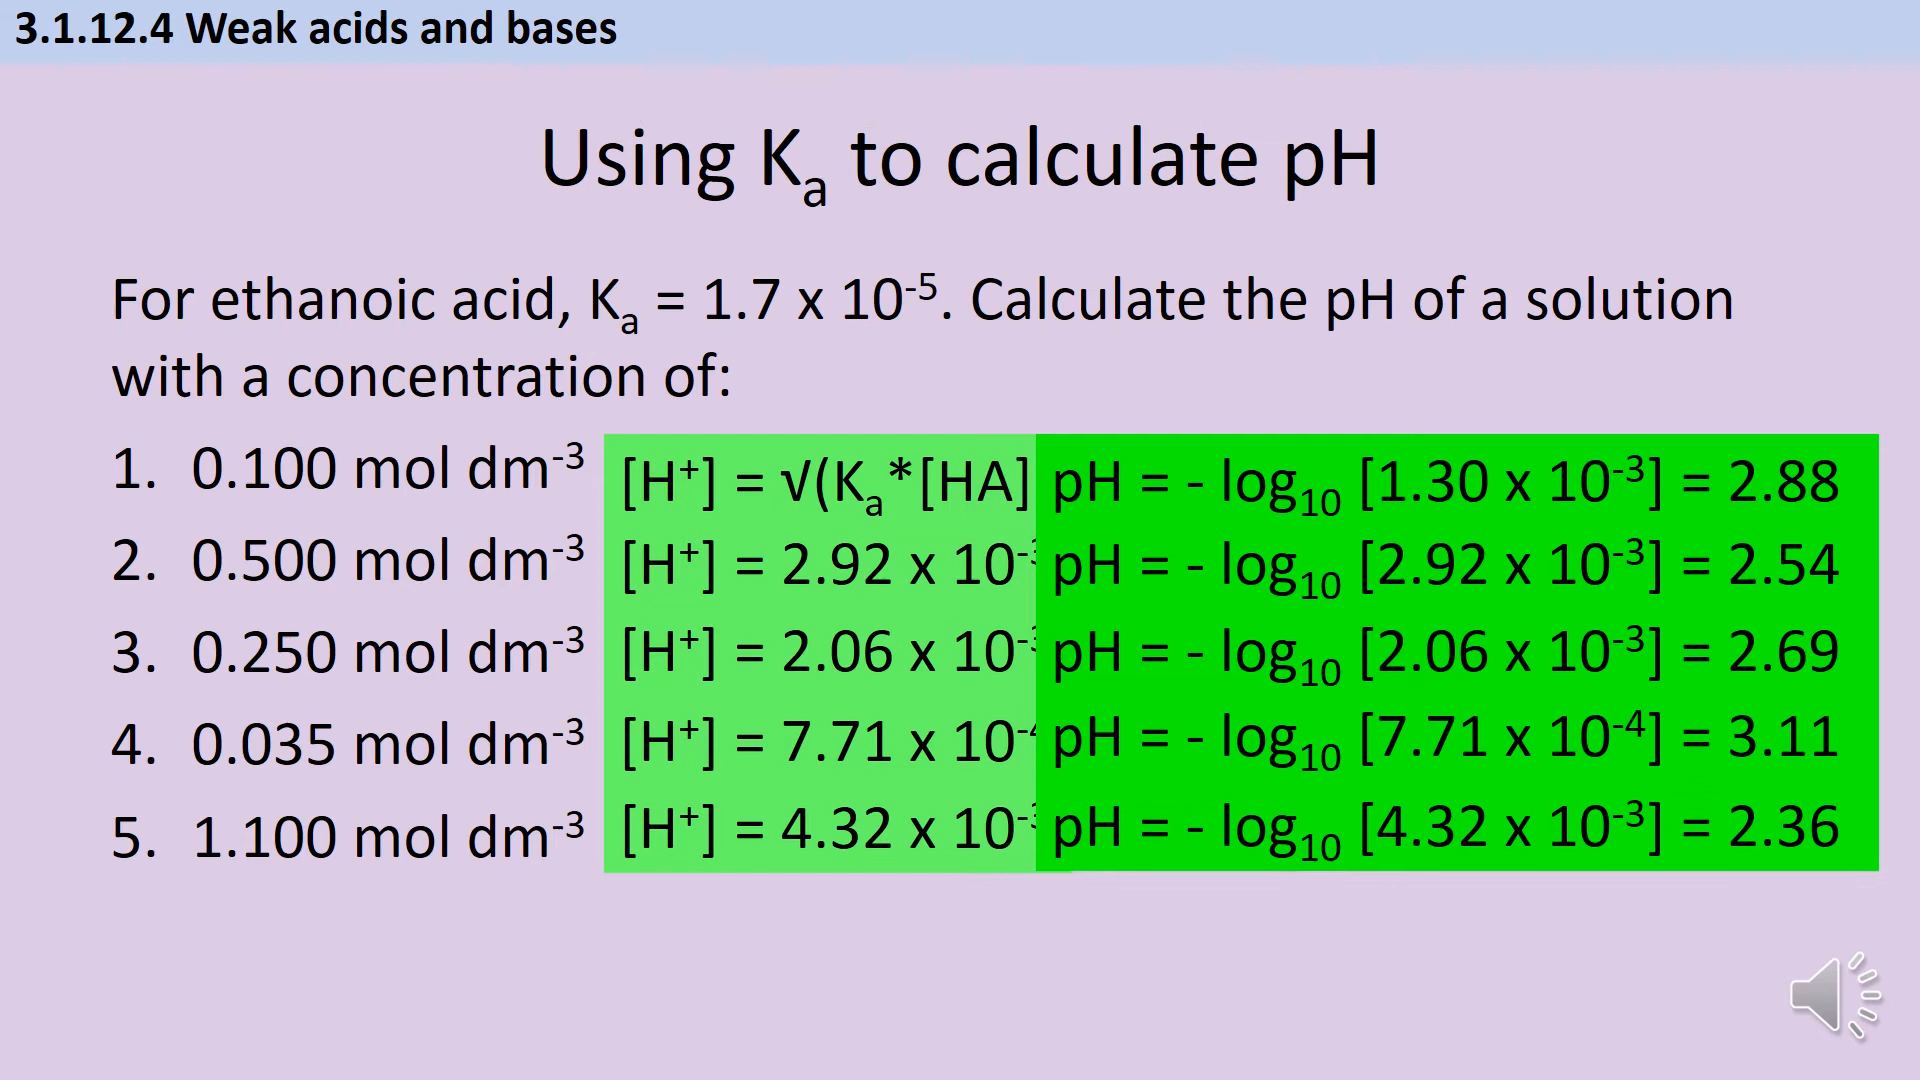 3.1.12.4 Weak acids and bases
Using Kₐ to calculate pH
For ethanoic acid, Kₐ = 1.7 x 10⁻⁵. Calculate the pH of a solution
with a concentration of:
1. 0.100 mol dm⁻³ [H⁺] = √(Kₐ*[HA] pH = - log₁₀ [1.30 x 10⁻³] = 2.88
2. 0.500 mol dm⁻³ [H⁺] = 2.92 x 10⁻³ pH = - log₁₀ [2.92 x 10⁻³] = 2.54
3. 0.250 mol dm⁻³ [H⁺] = 2.06 x 10⁻³ pH = - log₁₀ [2.06 x 10⁻³] = 2.69
4. 0.035 mol dm⁻³ [H⁺] = 7.71 x 10⁻⁴ pH = - log₁₀ [7.71 x 10⁻⁴] = 3.11
5. 1.100 mol dm⁻³ [H⁺] = 4.32 x 10⁻³ pH = - log₁₀ [4.32 x 10⁻³] = 2.36